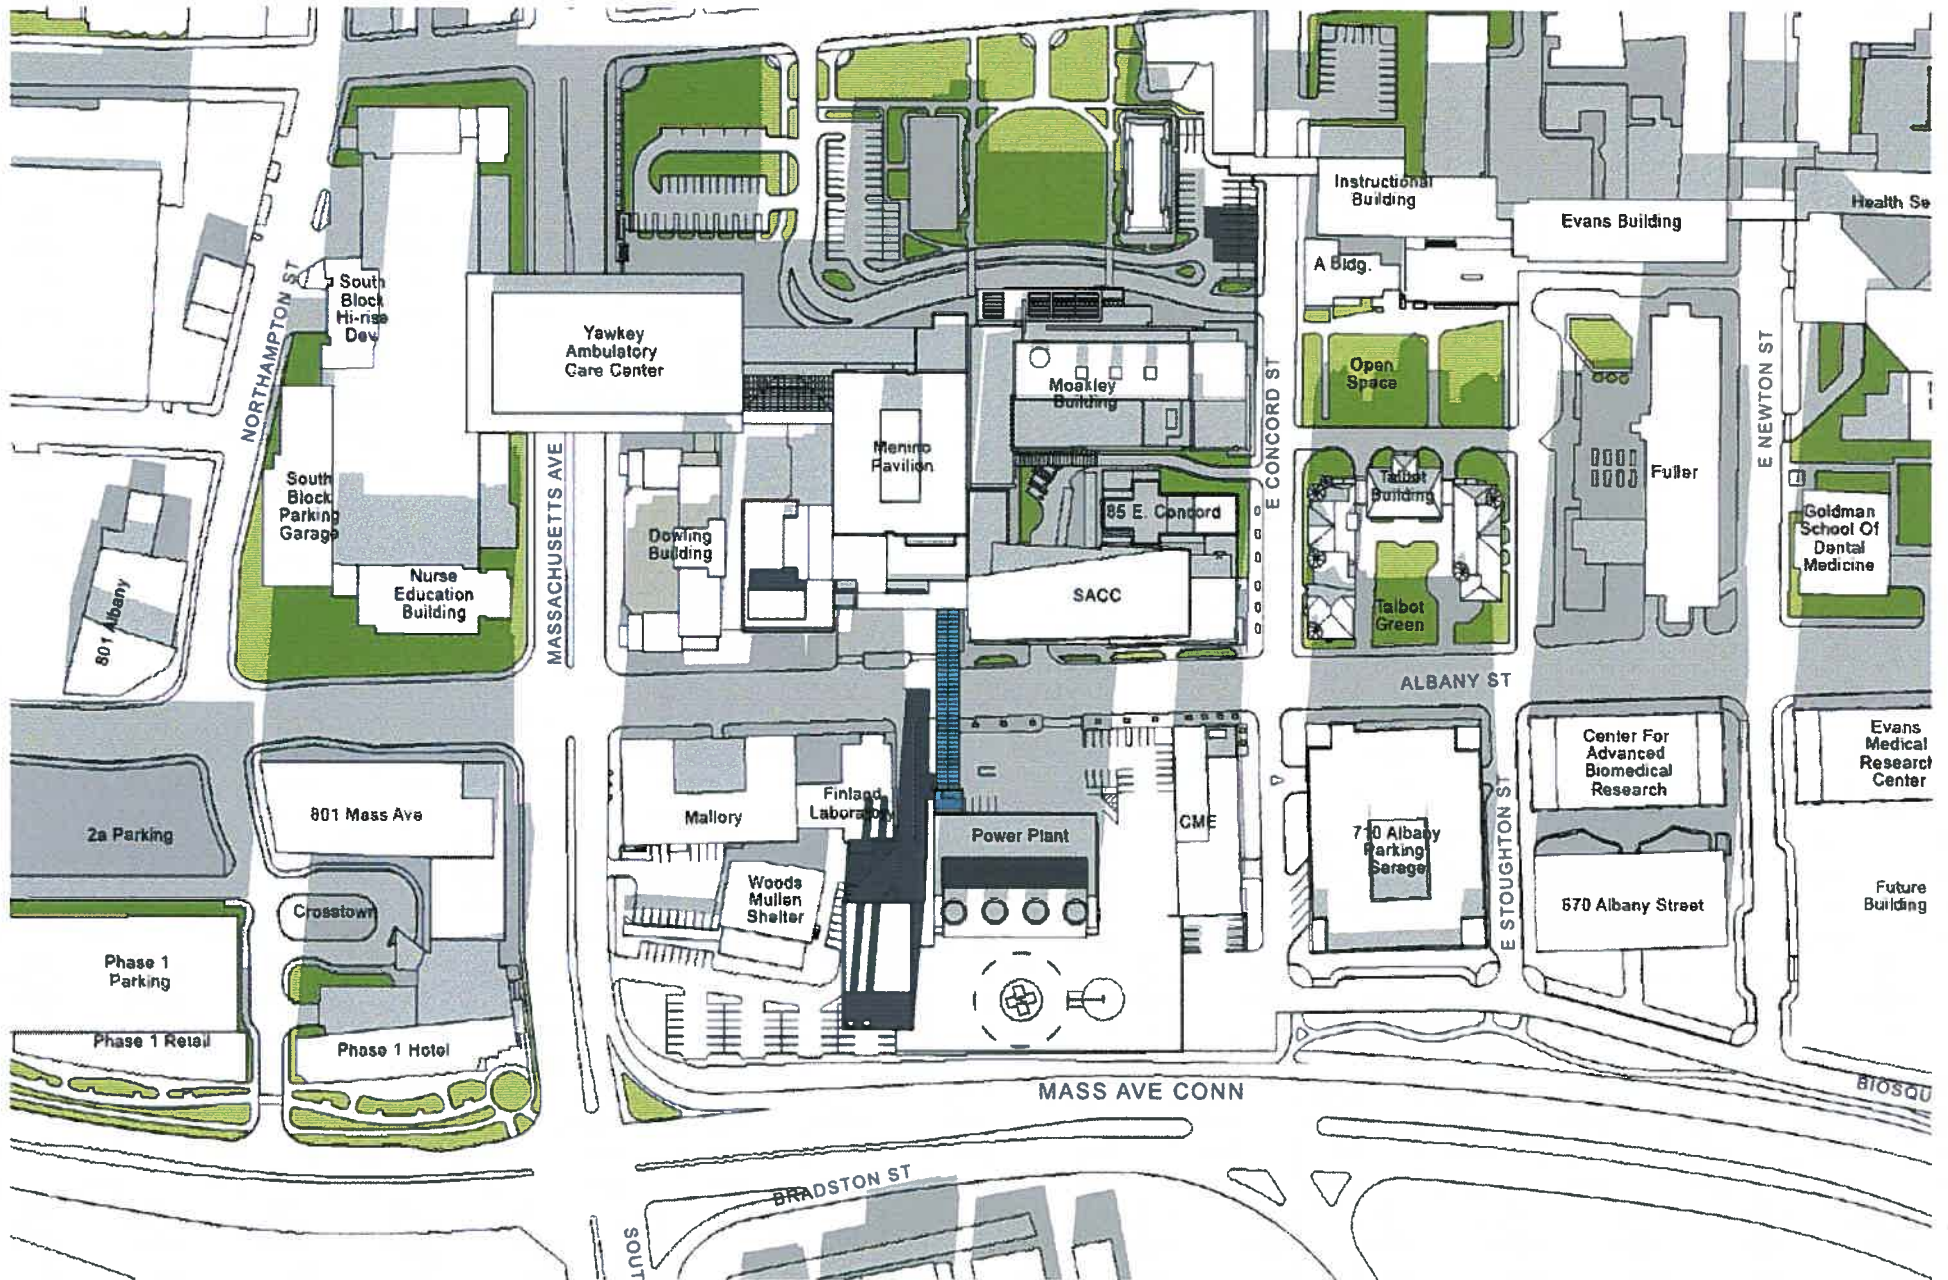 Instructional
Building
Evans Building
Health Se
A Bldg.
NORTHAMPTON ST
South
Block
Hi-rise
Dev
Yawkey
Ambulatory
Care Center
Moakley
Building
E CONCORD ST
Open
Space
E NEWTON ST
Menino
Pavilion
Fuller
Talbot
Building
South
Block
Parking
Garage
MASSACHUSETTS AVE
Dowling
Building
85 E. Concord
Goldman
School Of
Dental
Medicine
Nurse
Education
Building
801 Albany
SACC
Talbot
Green
ALBANY ST
Center For
Advanced
Biomedical
Research
Evans
Medical
Research
Center
801 Mass Ave
2a Parking
Mallory
Finland
Laboratory
Power Plant
CME
710 Albany
Parking
Garage
E STOUGHTON ST
Woods
Mullen
Shelter
Crosstown
670 Albany Street
Future
Building
Phase 1
Parking
Phase 1 Retail
Phase 1 Hotel
MASS AVE CONN
BIOSQU
BRADSTON ST
SOUT